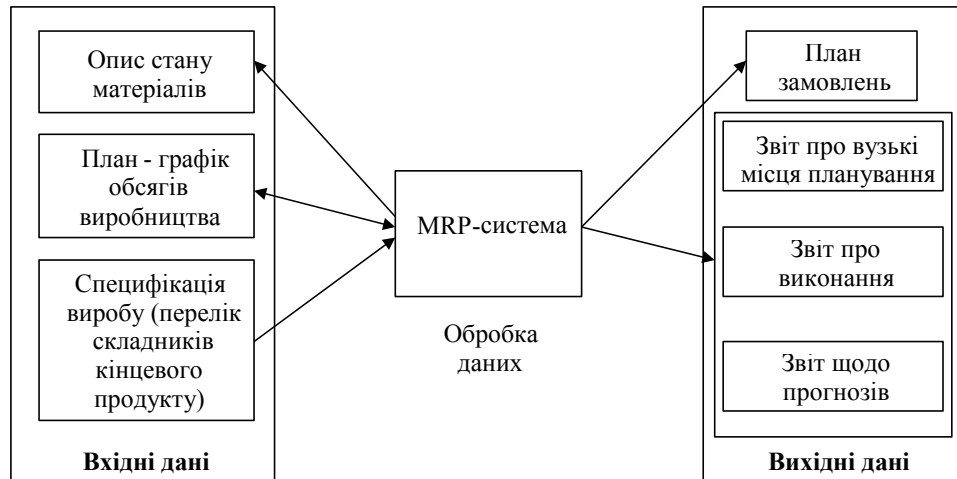 Опис стану
матеріалів
План - графік
обсягів
виробництва
Специфікація
виробу (перелік
складників
кінцевого
продукту)
Вхідні дані
MRP-система
Обробка
даних
План
замовлень
Звіт про вузькі
місця планування
Звіт про
виконання
Звіт щодо
прогнозів
Вихідні дані